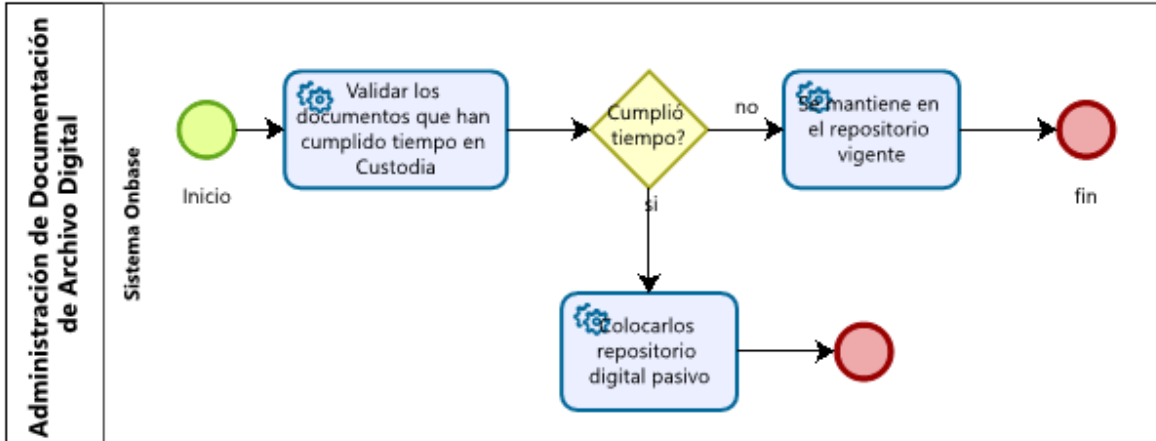 Administración de Documentación
de Archivo Digital
Sistema Onbase
Inicio
Validar los
documentos que han
cumplido tiempo en
Custodia
Cumplió
tiempo?
no
Se mantiene en
el repositorio
vigente
fin
si
Colocarlos
repositorio
digital pasivo